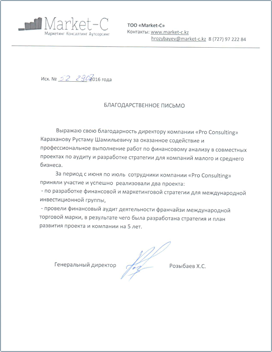 Market-C
Маркетинг Консалтинг Аутсорсинг
ТОО «Market-C»
Контакты: www.market-c.kz
Hrozybaev@market-c.kz 8 (727) 97 222 84
Исх. № 2016 года
БЛАГОДАРСТВЕННОЕ ПИСЬМО
Выражаю свою благодарность директору компании «Pro Consulting»
Караханову Рустаму Шамильевичу за оказанное содействие и
профессиональное выполнение работ по финансовому анализу в совместных
проектах по аудиту и разработке стратегии для компаний малого и среднего
бизнеса.
За период с июня по июль сотрудники компании «Pro Consulting»
приняли участие и успешно реализовали два проекта:
- по разработке финансовой и маркетинговой стратегии для международной
инвестиционной группы,
- провели финансовый аудит деятельности франчайзи международной
торговой марки, в результате чего была разработана стратегия и план
развития проекта и компании на 5 лет.
Генеральный директор Розыбаев Х.С.